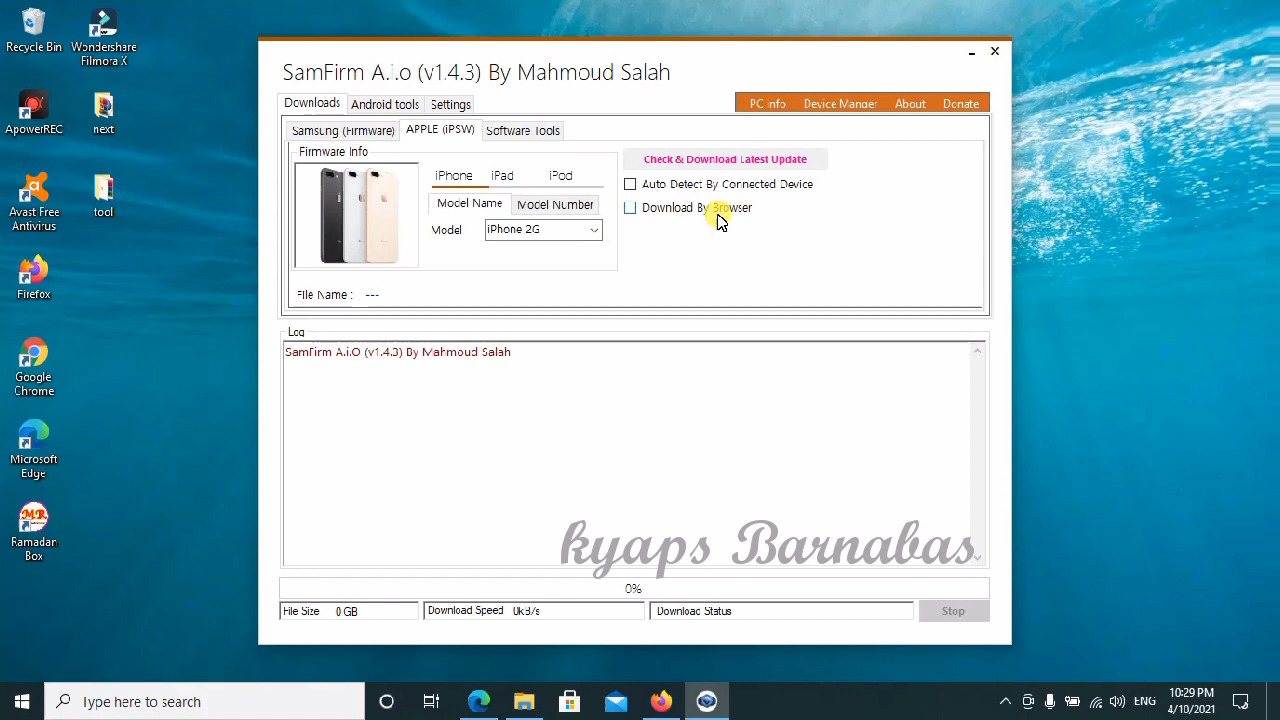 Recycle Bin
Wondershare
Filmora X
ApowerREC
next
Avast Free
Antivirus
tool
Firefox
Google
Chrome
Microsoft
Edge
MR
Ramadan
Box
SamFirm A.i.o (v1.4.3) By Mahmoud Salah
Downloads Android tools Settings
PC info Device Manger About Donate
Samsung (Firmware) APPLE (iPSW) Software Tools
Firmware Info
iPhone iPad iPod
Model Name Model Number
Model iPhone 2G
File Name : ---
Check & Download Latest Update
Auto Detect By Connected Device
Download By Browser
Log
SamFirm A.i.O (v1.4.3) By Mahmoud Salah
kyaps Barnabas
0%
File Size 0 GB
Download Speed 0kB/s
Download Status
Stop
Type here to search
ENG
10:29 PM
4/10/2021